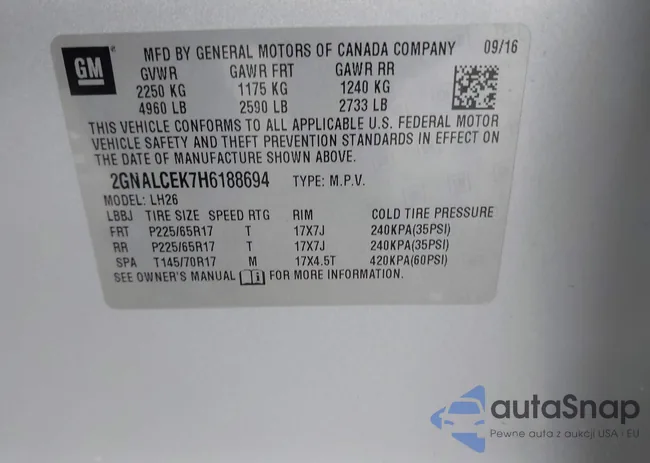 GM MFD BY GENERAL MOTORS OF CANADA COMPANY 09/16
GVWR GAWR FRT GAWR RR
2250 KG 1175 KG 1240 KG
4960 LB 2590 LB 2733 LB
THIS VEHICLE CONFORMS TO ALL APPLICABLE U.S. FEDERAL MOTOR
VEHICLE SAFETY AND THEFT PREVENTION STANDARDS IN EFFECT ON
THE DATE OF MANUFACTURE SHOWN ABOVE.
2GNALCEK7H6188694 TYPE: M.P.V.
MODEL: LH26
LBBJ TIRE SIZE SPEED RTG RIM COLD TIRE PRESSURE
FRT P225/65R17 T 17X7J 240KPA(35PSI)
RR P225/65R17 T 17X7J 240KPA(35PSI)
SPA T145/70R17 M 17X4.5T 420KPA(60PSI)
SEE OWNER'S MANUAL FOR MORE INFORMATION.
autaSnap
Pewne auta z aukcji USA i EU